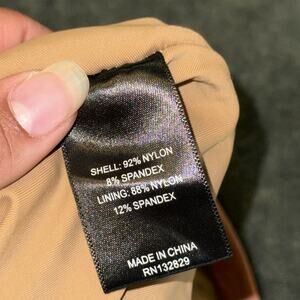 SHELL: 92% NYLON
8% SPANDEX
LINING: 88% NYLON
12% SPANDEX
MADE IN CHINA
RN132829